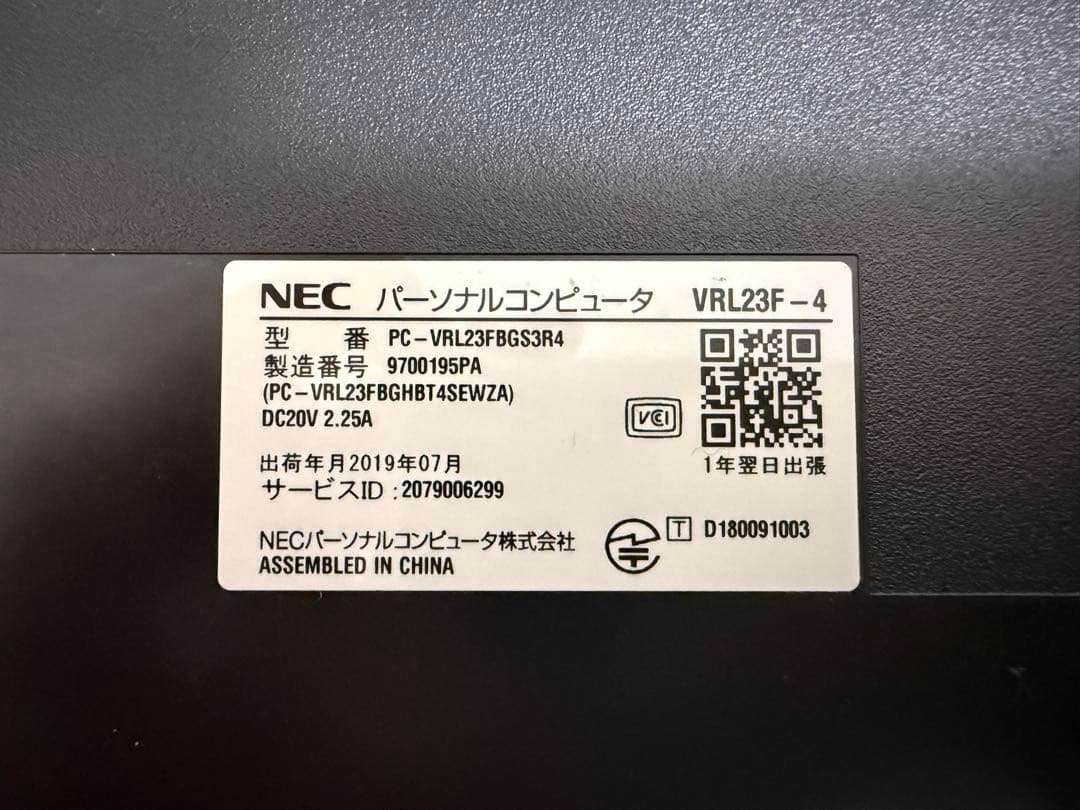 NEC パーソナルコンピュータ VRL23F-4
型 番 PC-VRL23FBGS3R4
製造番号 9700195PA
(PC-VRL23FBGHBT4SEWZA)
DC20V 2.25A
VCCI
1年翌日出張
出荷年月2019年07月
サービスID:2079006299
T D180091003
NECパーソナルコンピュータ株式会社
ASSEMBLED IN CHINA